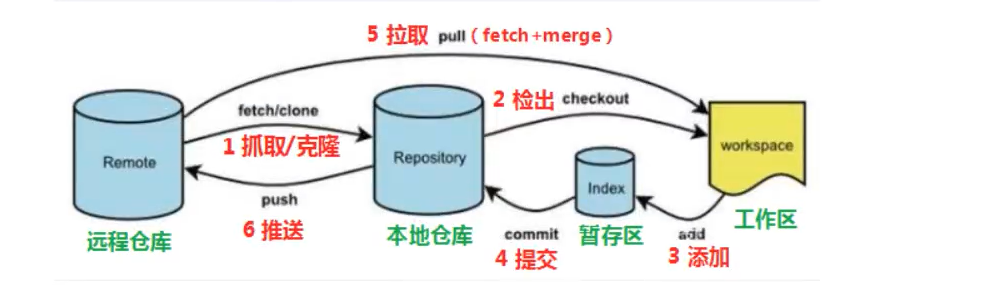 5 拉取 pull（fetch+merge）
fetch/clone
2 检出 checkout
1 抓取/克隆
Remote
Repository
workspace
Index
push
6 推送
远程仓库
本地仓库
commit
4 提交
暂存区
add
3 添加
工作区